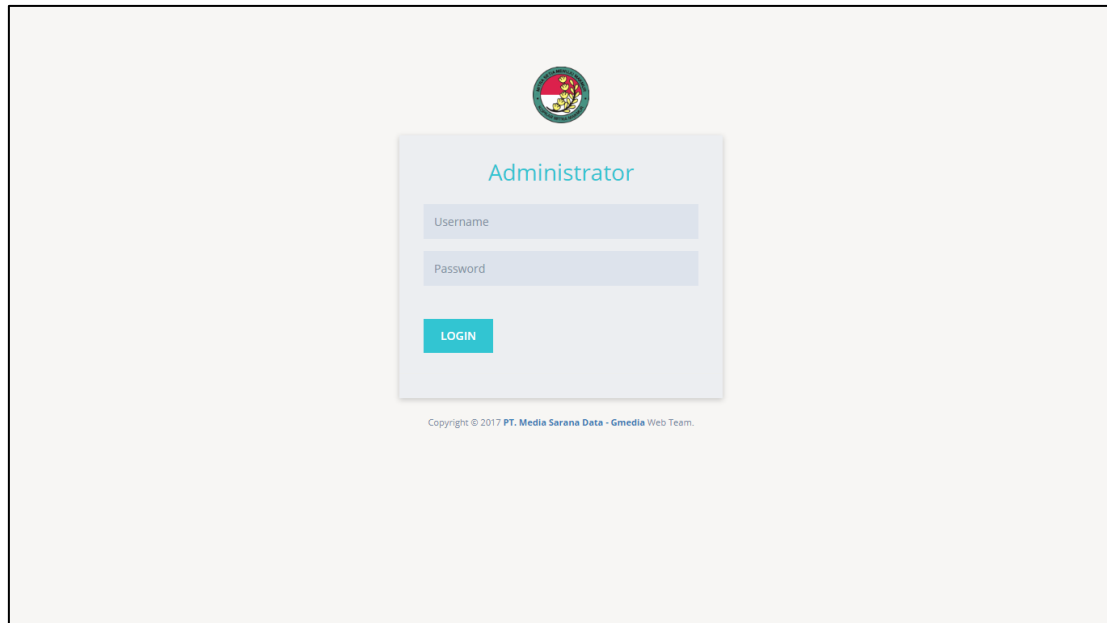 Administrator
Username
Password
LOGIN
Copyright © 2017 PT. Media Sarana Data - Gmedia Web Team.